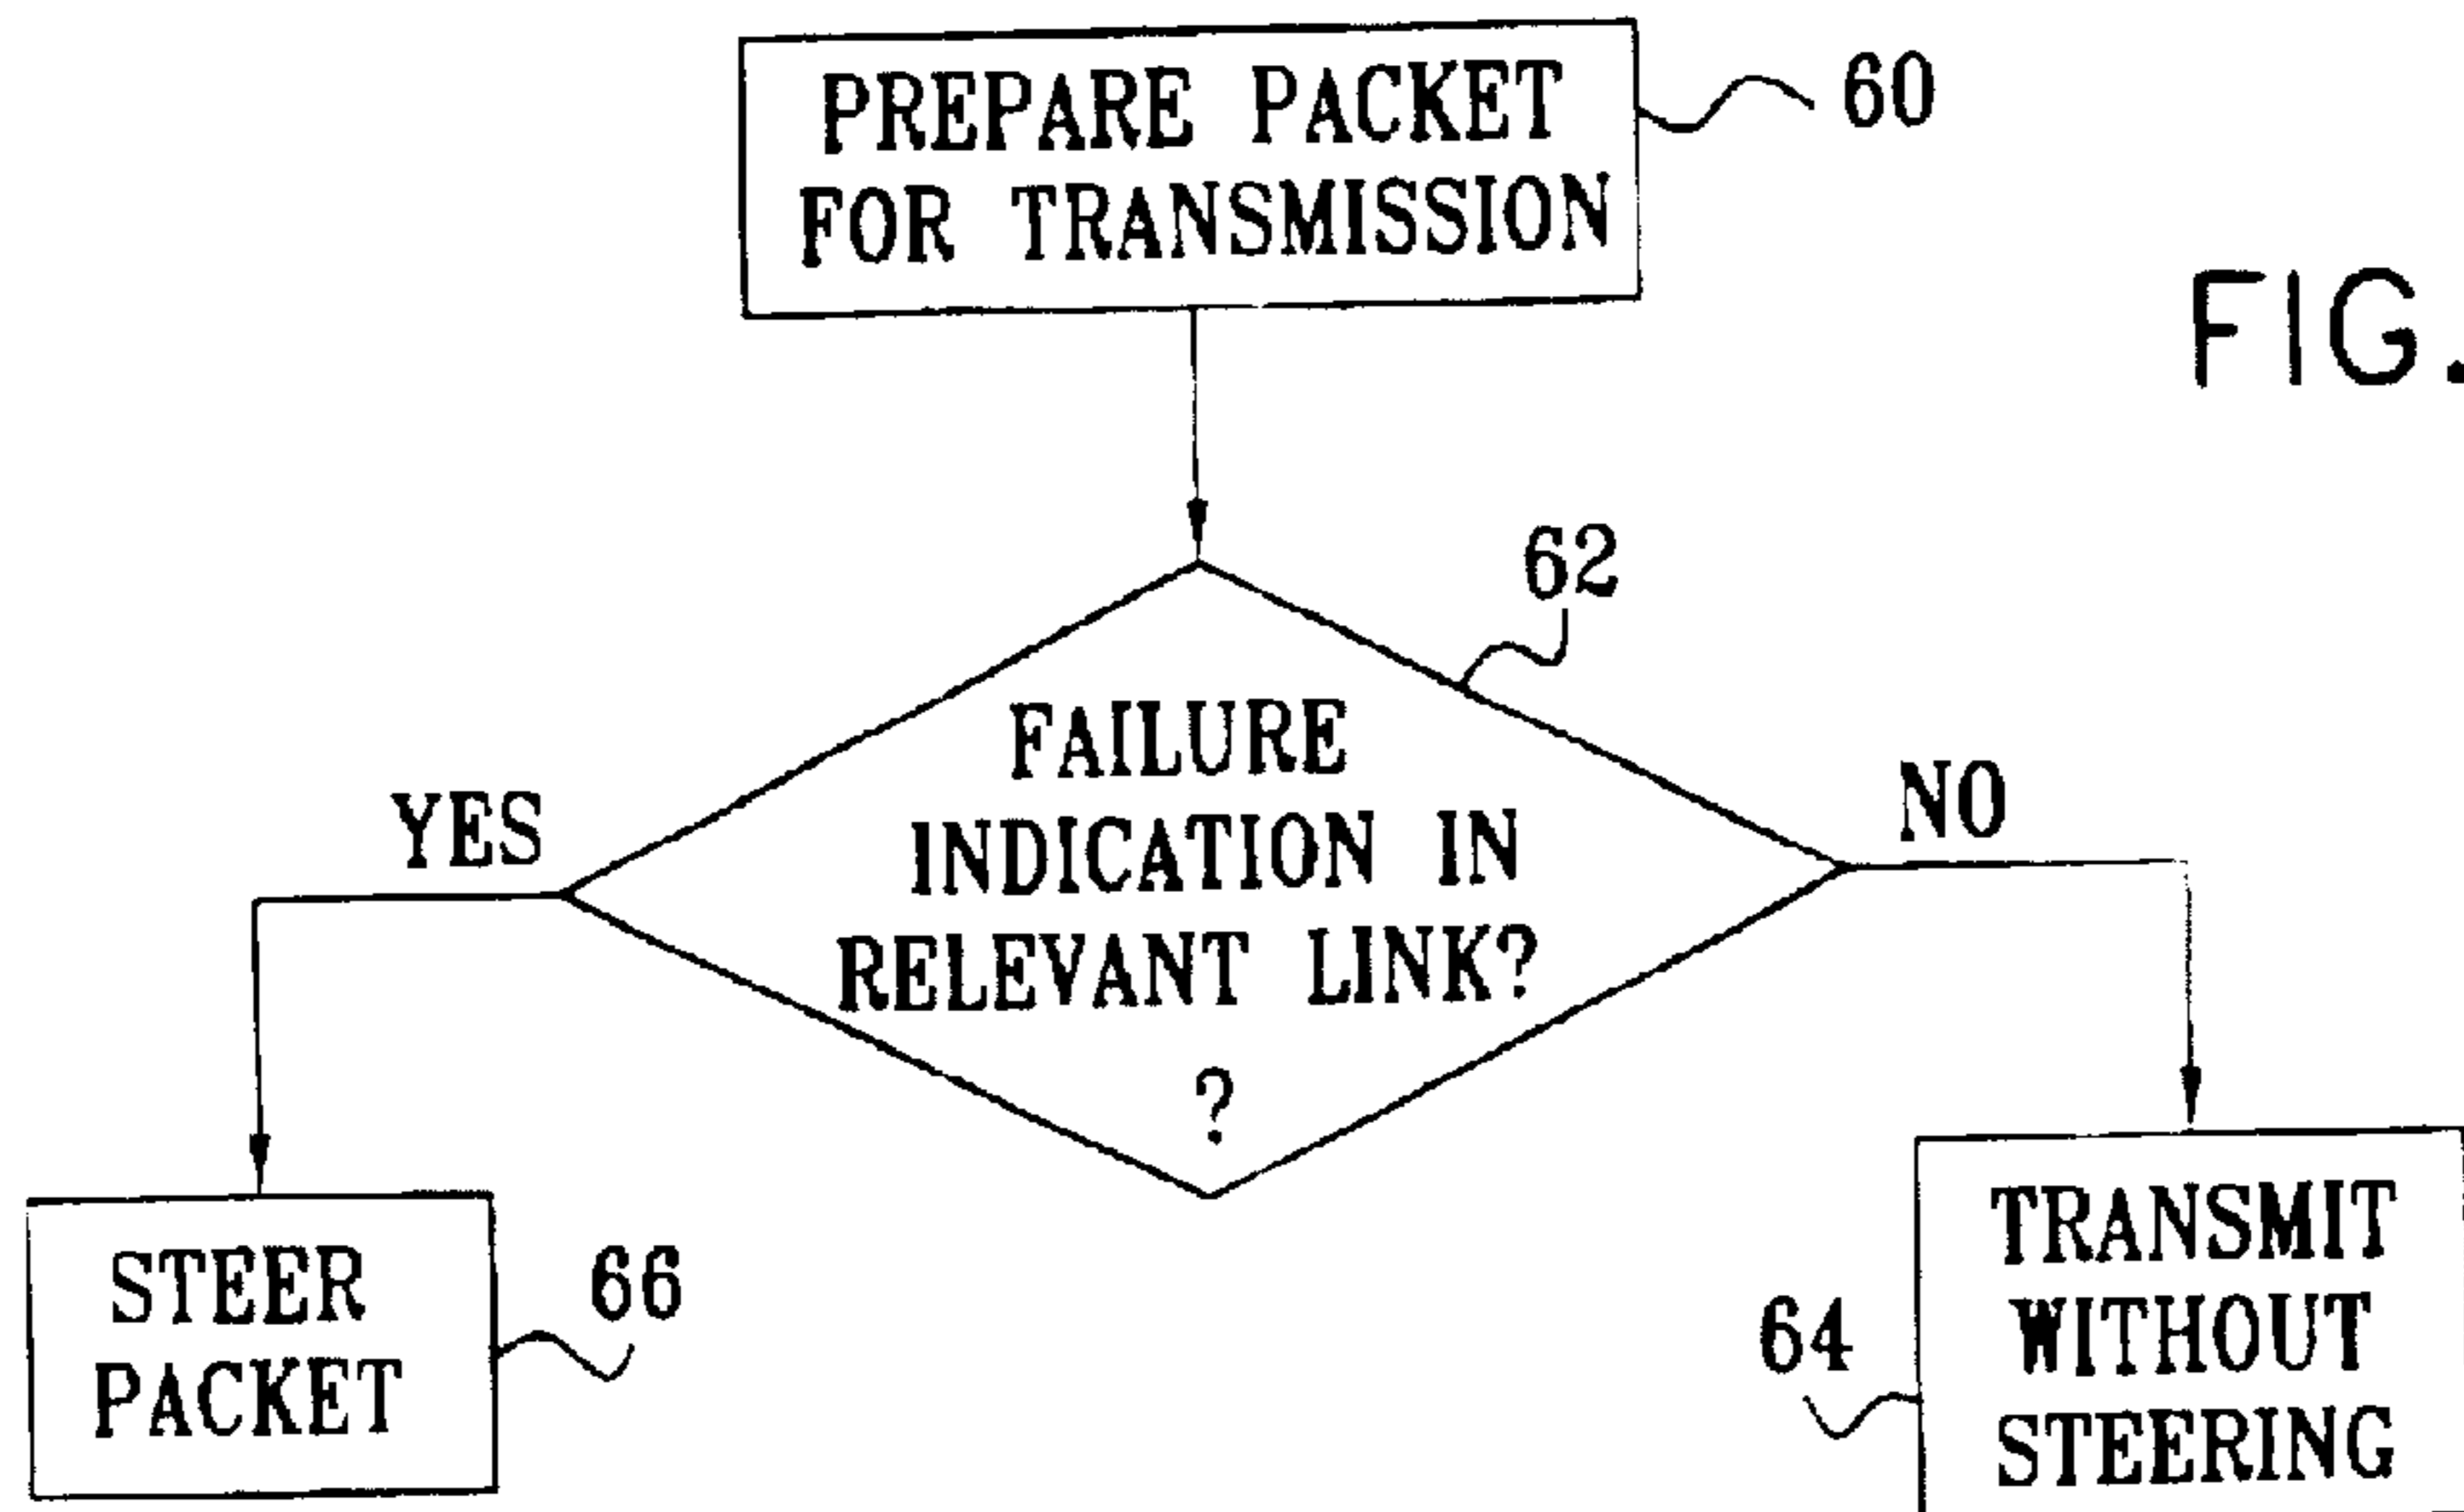 PREPARE PACKET
FOR TRANSMISSION
60
FIG.
62
FAILURE
INDICATION IN
RELEVANT LINK?
?
YES
NO
STEER
PACKET
66
64
TRANSMIT
WITHOUT
STEERING